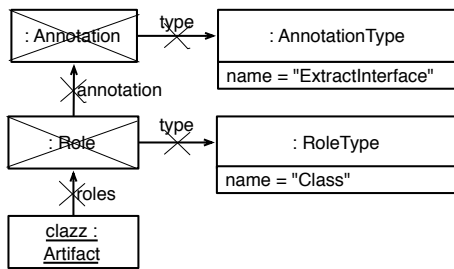 type
: Annotation
: AnnotationType
name = "ExtractInterface"
annotation
type
: Role
: RoleType
name = "Class"
roles
clazz :
Artifact